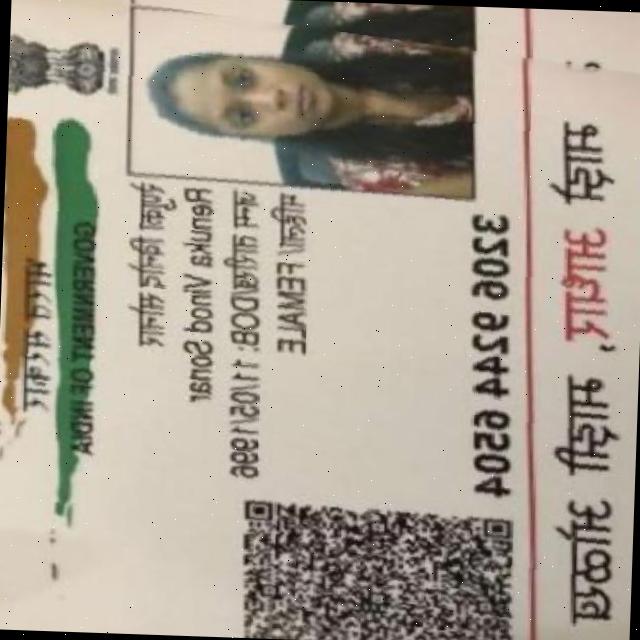 भारत सरकार
GOVERNMENT OF INDIA
रेणुका विनोद सोनार
Renuka Vinod Sonar
जन्म तारीख/DOB: 11/05/1996
महिला/ FEMALE
3206 9244 6504
माझे आधार, माझी ओळख